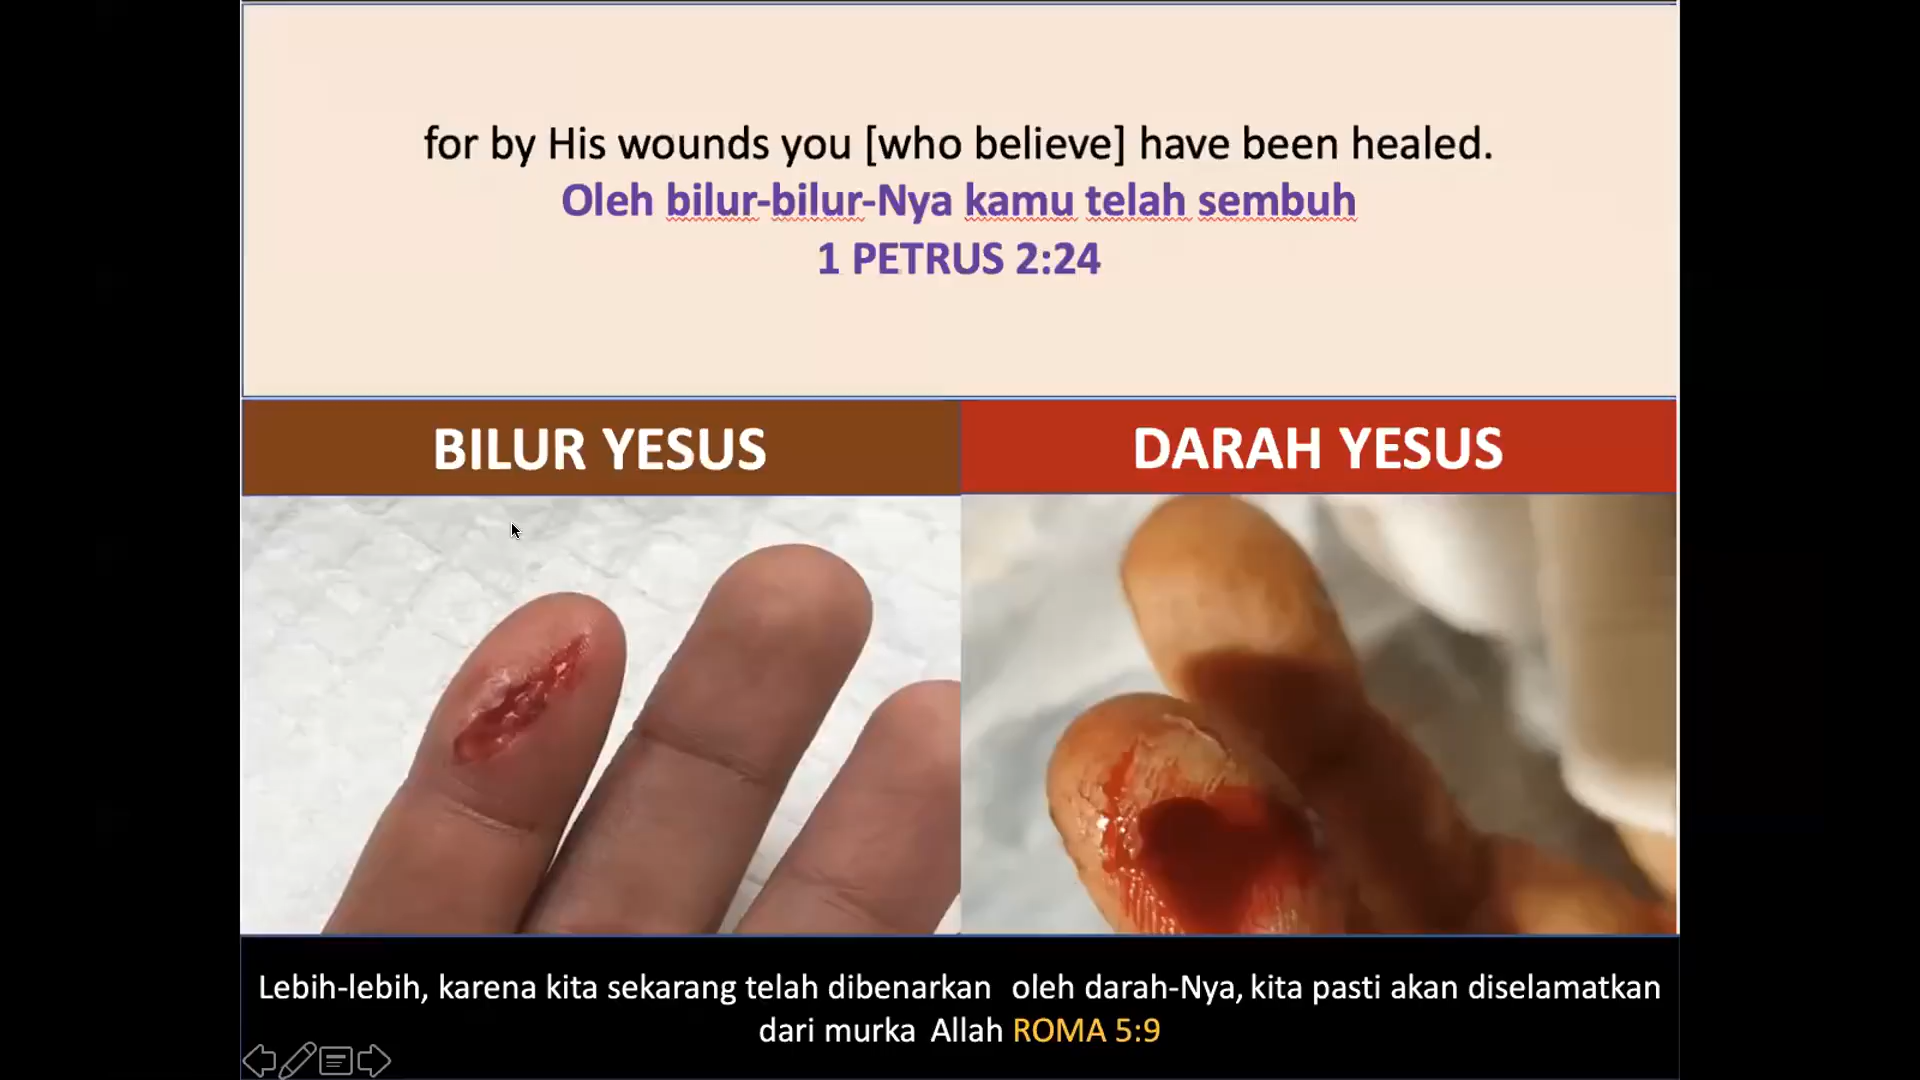 for by His wounds you [who believe] have been healed.
Oleh bilur-bilur-Nya kamu telah sembuh
1 PETRUS 2:24
BILUR YESUS
DARAH YESUS
Lebih-lebih, karena kita sekarang telah dibenarkan oleh darah-Nya, kita pasti akan diselamatkan
dari murka Allah ROMA 5:9